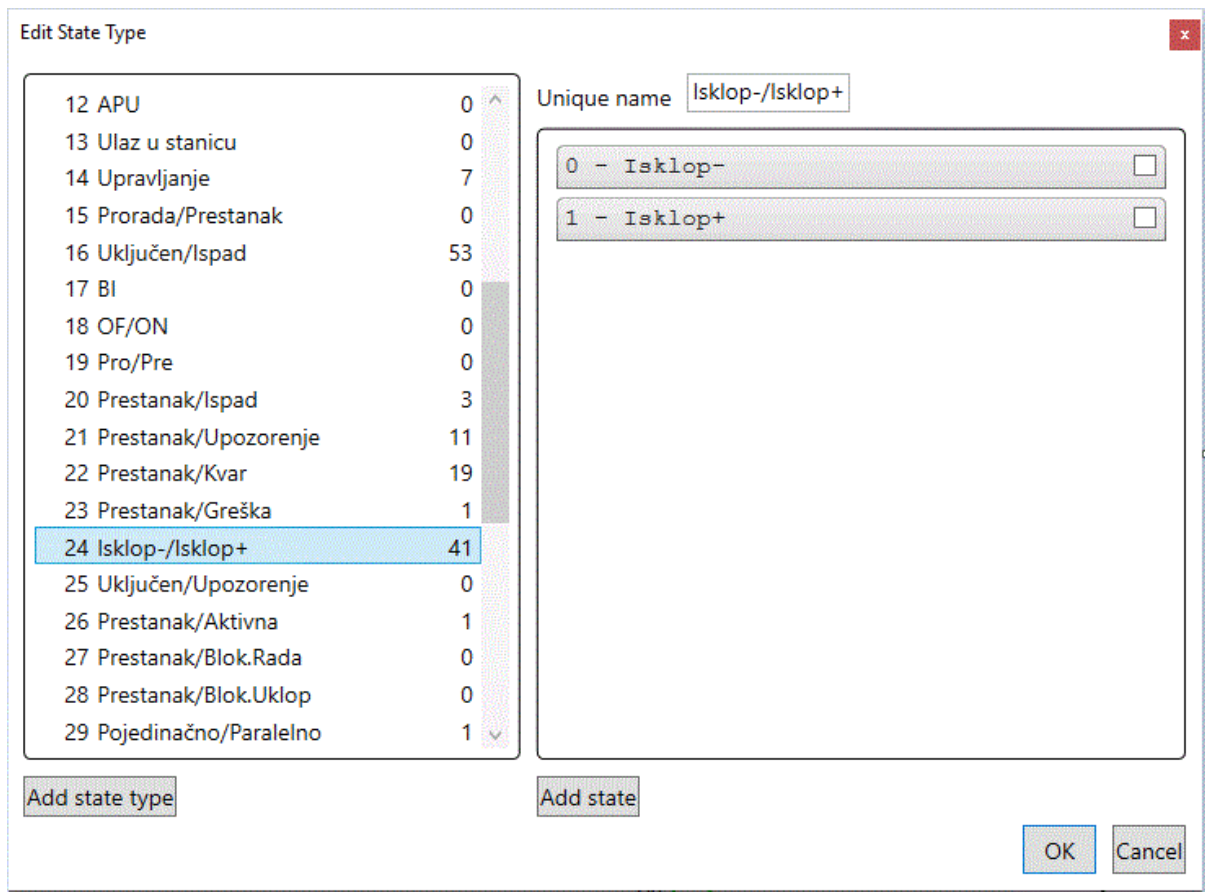 Edit State Type
x
12 APU 0
13 Ulaz u stanicu 0
14 Upravljanje 7
15 Prorada/Prestanak 0
16 Uključen/Ispad 53
17 BI 0
18 OF/ON 0
19 Pro/Pre 0
20 Prestanak/Ispad 3
21 Prestanak/Upozorenje 11
22 Prestanak/Kvar 19
23 Prestanak/Greška 1
24 Isklop-/Isklop+ 41
25 Uključen/Upozorenje 0
26 Prestanak/Aktivna 1
27 Prestanak/Blok.Rada 0
28 Prestanak/Blok.Uklop 0
29 Pojedinačno/Paralelno 1
Add state type
Unique name Isklop-/Isklop+
0 - Isklop-
1 - Isklop+
Add state
OK Cancel